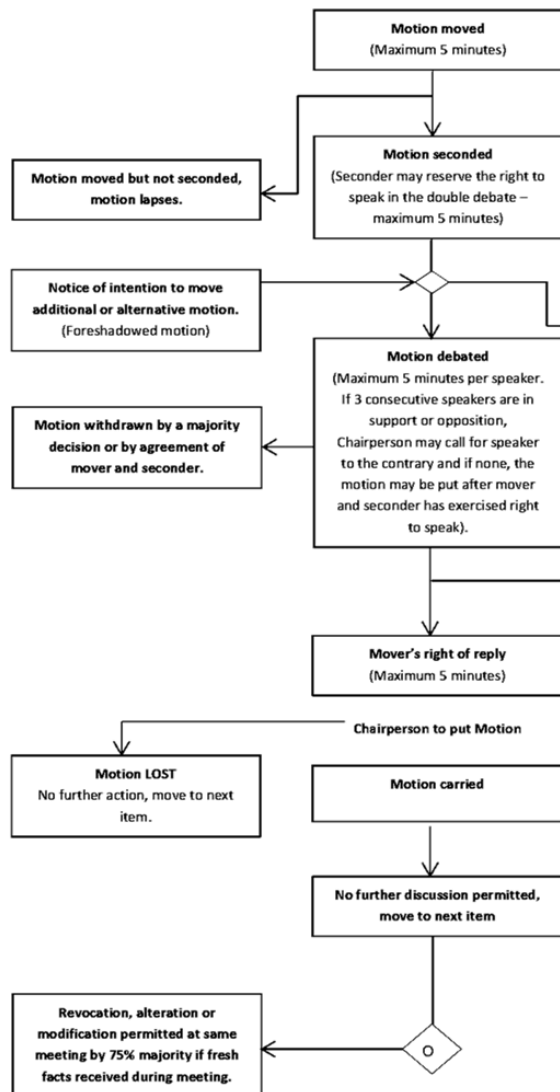 Motion moved
(Maximum 5 minutes)
Motion seconded
(Seconder may reserve the right to
speak in the double debate –
maximum 5 minutes)
Motion moved but not seconded,
motion lapses.
Notice of intention to move
additional or alternative motion.
(Foreshadowed motion)
Motion debated
(Maximum 5 minutes per speaker.
If 3 consecutive speakers are in
support or opposition,
Chairperson may call for speaker
to the contrary and if none, the
motion may be put after mover
and seconder has exercised right
to speak).
Motion withdrawn by a majority
decision or by agreement of
mover and seconder.
Mover’s right of reply
(Maximum 5 minutes)
Chairperson to put Motion
Motion LOST
No further action, move to next
item.
Motion carried
No further discussion permitted,
move to next item
Revocation, alteration or
modification permitted at same
meeting by 75% majority if fresh
facts received during meeting.
O